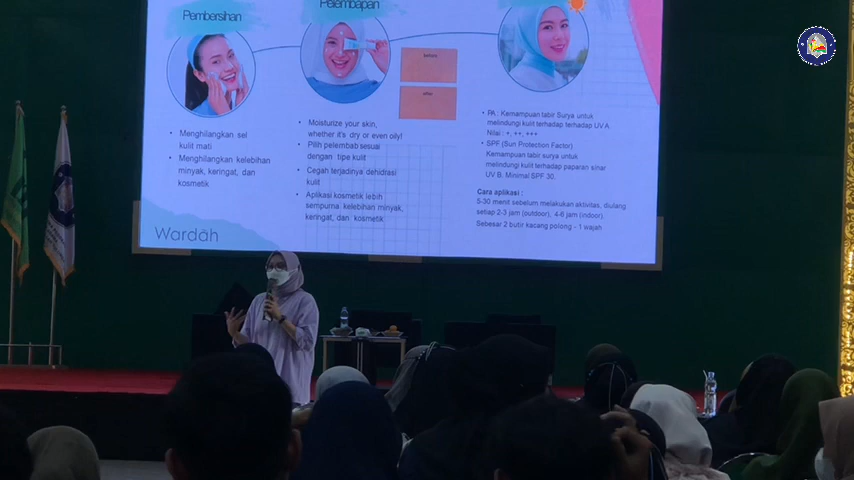 Pembersihan
Menghilangkan sel
kulit mati
Menghilangkan kelebihan
minyak, keringat, dan
kosmetik
Pelembapan
before
after
Moisturize your skin,
whether it's dry or even oily!
Pilih pelembab sesuai
dengan tipe kulit
Cegah terjadinya dehidrasi
kulit
Aplikasi kosmetik lebih
sempurna kelebihan minyak,
keringat, dan kosmetik
PA : Kemampuan tabir Surya untuk
melindungi kulit terhadap terhadap UV A
Nilai : +, ++, +++
SPF (Sun Protection Factor)
Kemampuan tabir surya untuk
melindungi kulit terhadap paparan sinar
UV B. Minimal SPF 30.
Cara aplikasi :
5-30 menit sebelum melakukan aktivitas, diulang
setiap 2-3 jam (outdoor), 4-6 jam (indoor)
Sebesar 2 butir kacang polong - 1 wajah
Wardah